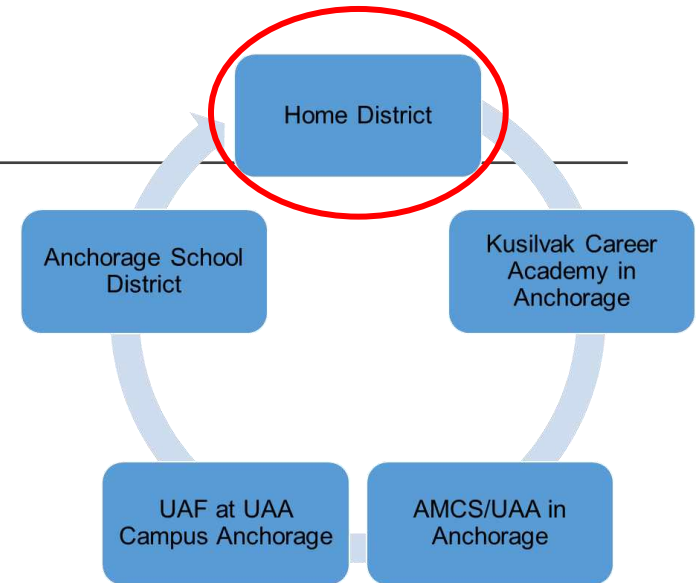 Home District
Kusilvak Career
Academy in
Anchorage
AMCS/UAA in
Anchorage
UAF at UAA
Campus Anchorage
Anchorage School
District